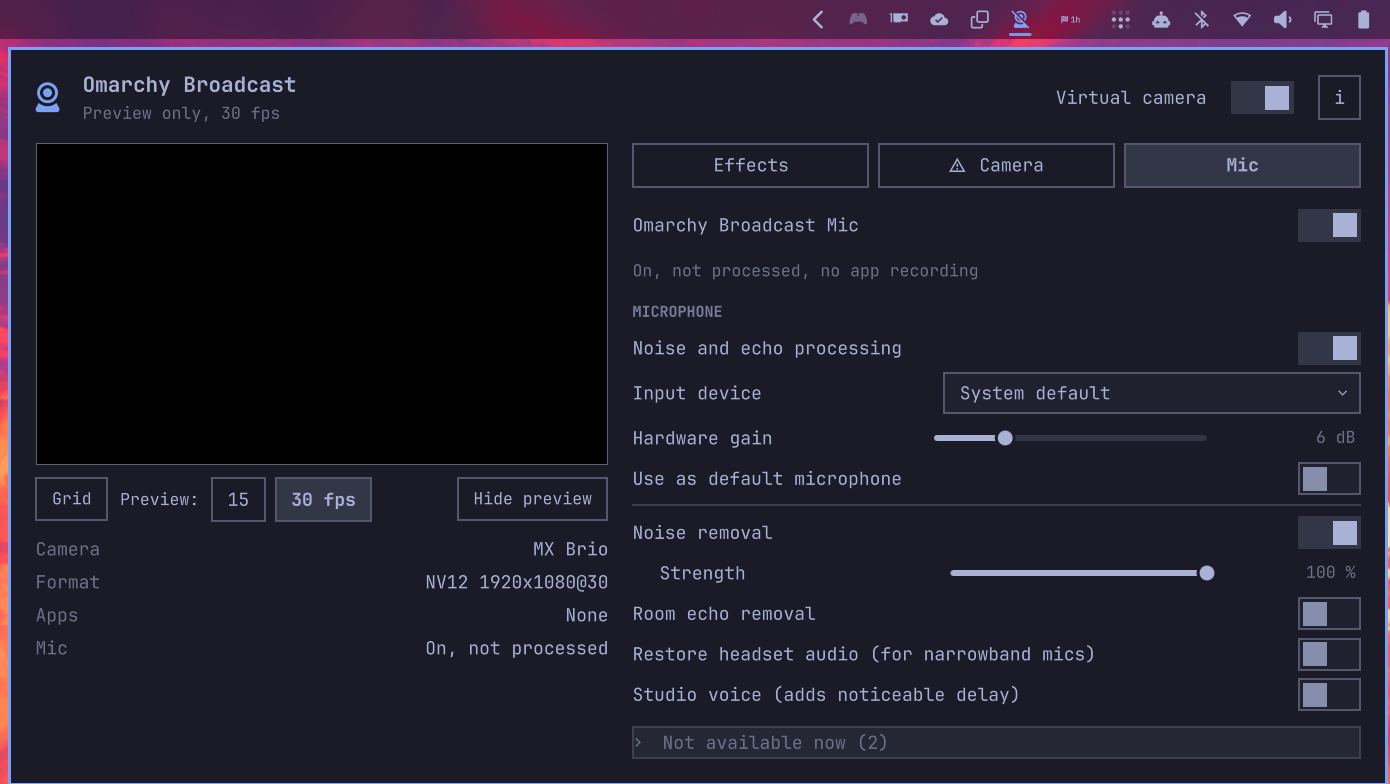 1h
Omarchy Broadcast
Preview only, 30 fps
Virtual camera
i
Effects
Camera
Mic
Omarchy Broadcast Mic
On, not processed, no app recording
MICROPHONE
Noise and echo processing
Input device
System default
Hardware gain
6 dB
Use as default microphone
Noise removal
Strength
100 %
Room echo removal
Restore headset audio (for narrowband mics)
Studio voice (adds noticeable delay)
Not available now (2)
Grid
Preview:
15
30 fps
Hide preview
Camera
MX Brio
Format
NV12 1920x1080@30
Apps
None
Mic
On, not processed